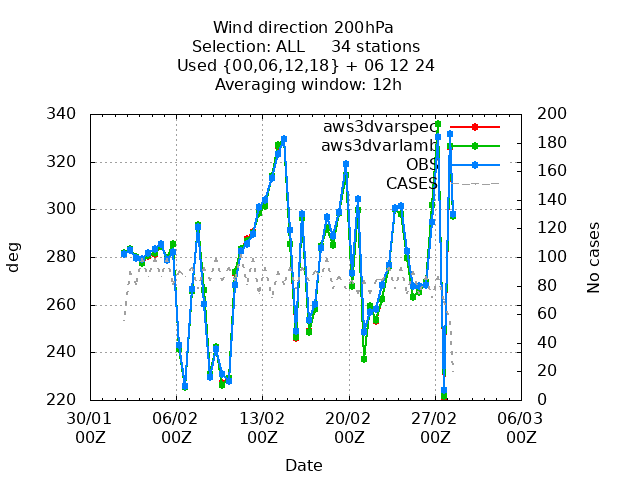 Wind direction 200hPa
Selection: ALL 34 stations
Used {00,06,12,18} + 06 12 24
Averaging window: 12h
340
320
300
280
260
240
220
deg
200
180
160
140
120
100
80
60
40
20
0
No cases
aws3dvarspec
aws3dvarlamb
OBS
CASES
30/01 06/02 13/02 20/02 27/02 06/03
00Z 00Z 00Z 00Z 00Z 00Z
Date